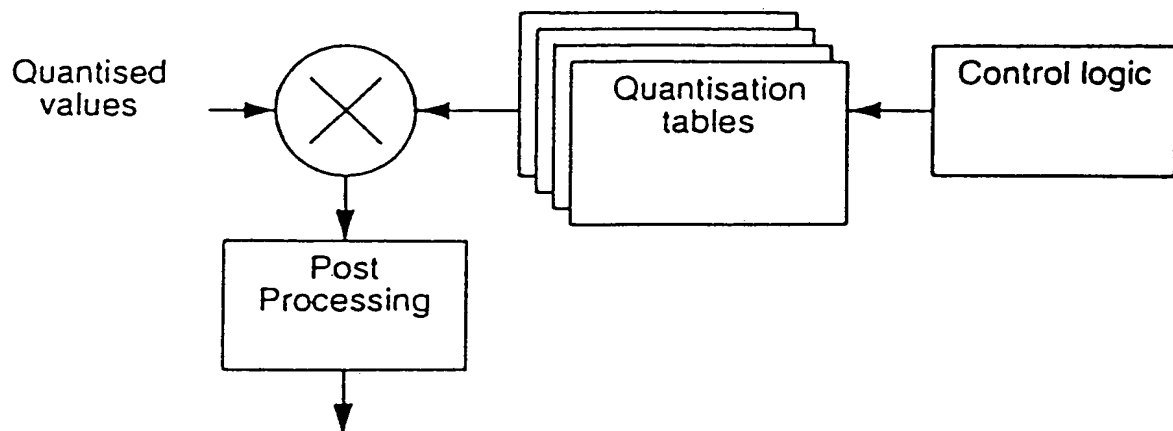 Quantised
values
Quantisation
tables
Control logic
Post
Processing